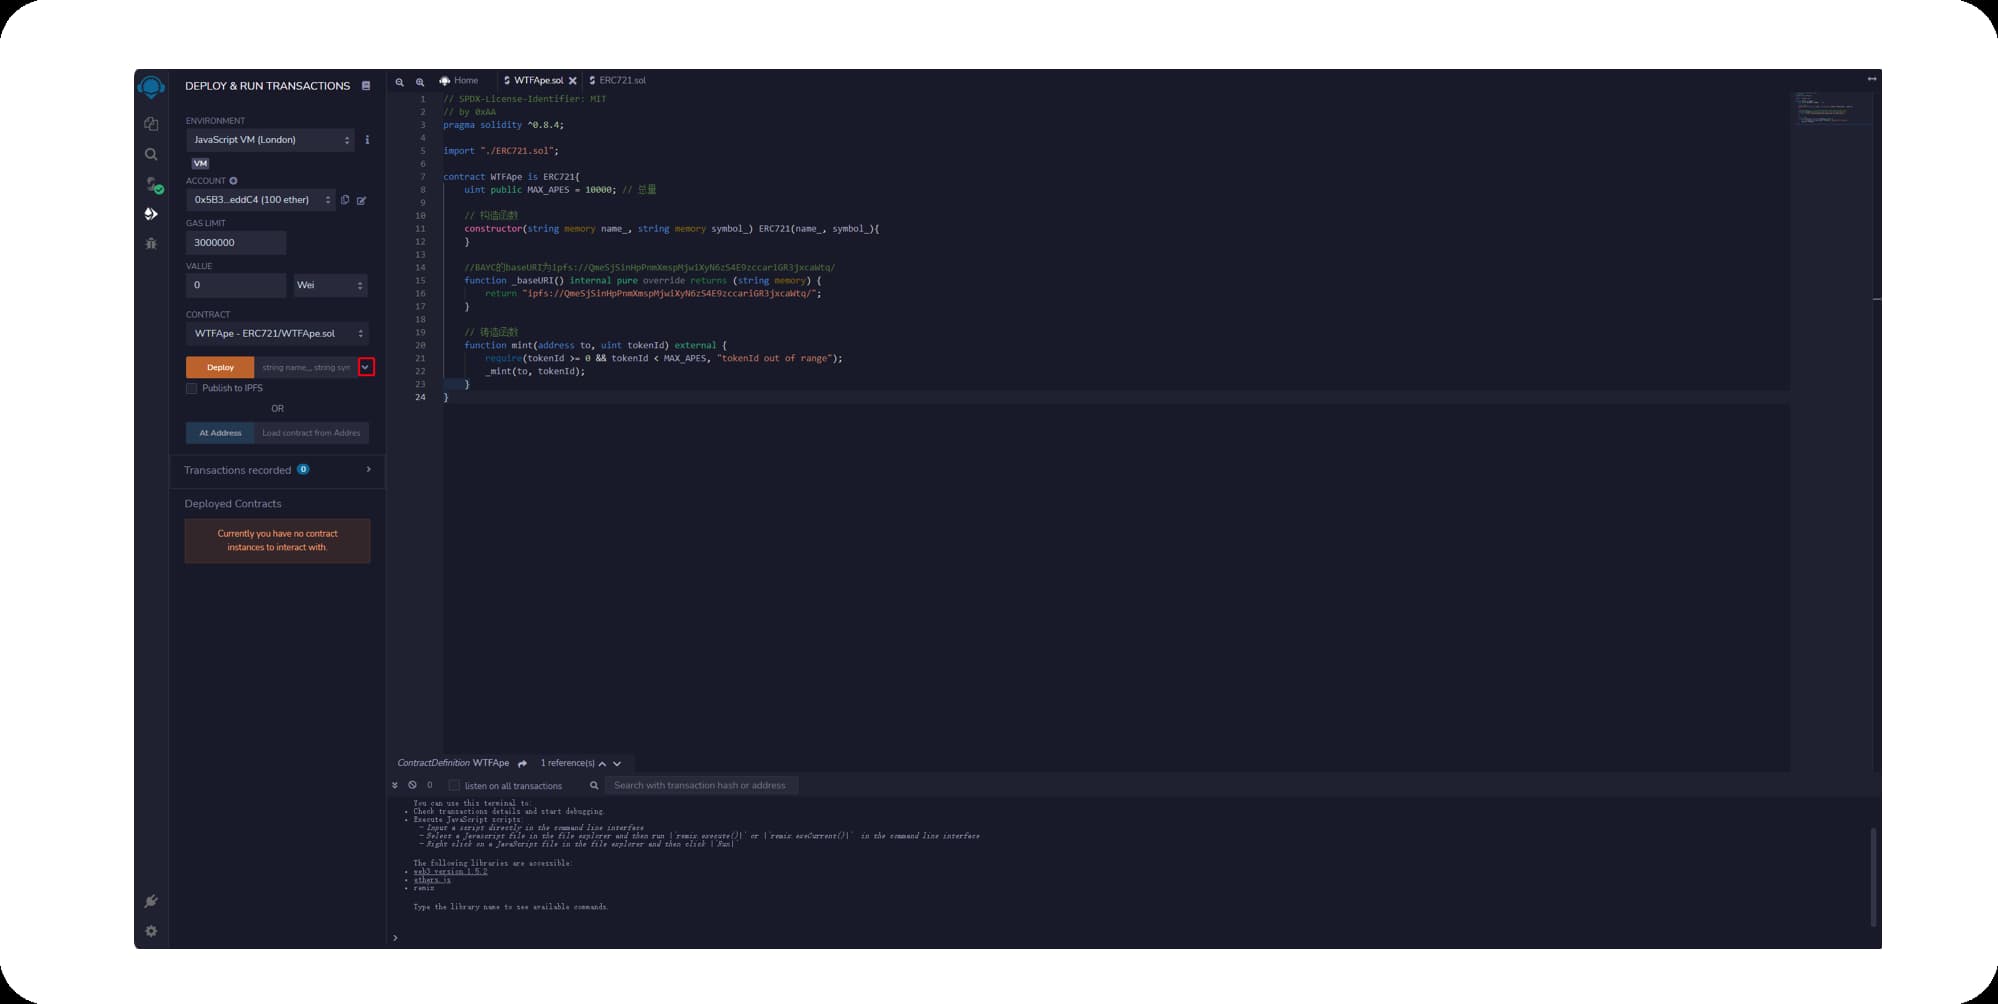 DEPLOY & RUN TRANSACTIONS
ENVIRONMENT
JavaScript VM (London)
VM
ACCOUNT
0x5B3...eddC4 (100 ether)
GAS LIMIT
3000000
VALUE
0
Wei
CONTRACT
WTFApe - ERC721/WTFApe.sol
Deploy
string name_, string syn
Publish to IPFS
OR
At Address
Load contract from Addres
Transactions recorded 0
Deployed Contracts
Currently you have no contract
instances to interact with.
Home
WTFApe.sol
ERC721.sol
1 // SPDX-License-Identifier: MIT
2 // by 0xAA
3 pragma solidity ^0.8.4;
4
5 import "./ERC721.sol";
6
7 contract WTFApe is ERC721{
8 uint public MAX_APES = 10000; // 总量
9
10 // 构造函数
11 constructor(string memory name_, string memory symbol_) ERC721(name_, symbol_){
12 }
13
14 //BAYC的baseURI为ipfs://QmeSjSinHpPnmXmspMjwiXyN6zS4E9zccariGR3jxcaWtq/
15 function _baseURI() internal pure override returns (string memory) {
16 return "ipfs://QmeSjSinHpPnmXmspMjwiXyN6zS4E9zccariGR3jxcaWtq/";
17 }
18
19 // 铸造函数
20 function mint(address to, uint tokenId) external {
21 require(tokenId >= 0 && tokenId < MAX_APES, "tokenId out of range");
22 _mint(to, tokenId);
23 }
24 }
ContractDefinition WTFApe 1 reference(s)
0 listen on all transactions
Search with transaction hash or address
You can use this terminal to:
• Check transactions details and start debugging.
• Execute JavaScript scripts:
- Input a script directly in the command line interface
- Select a Javascript file in the file explorer and then run |`remix.execute()|` or |`remix.exeCurrent()|` in the command line interface
- Right click on a JavaScript file in the file explorer and then click |`Run|`
The following libraries are accessible:
• web3 version 1.5.2
• ethers.js
• remix
Type the library name to see available commands.
>